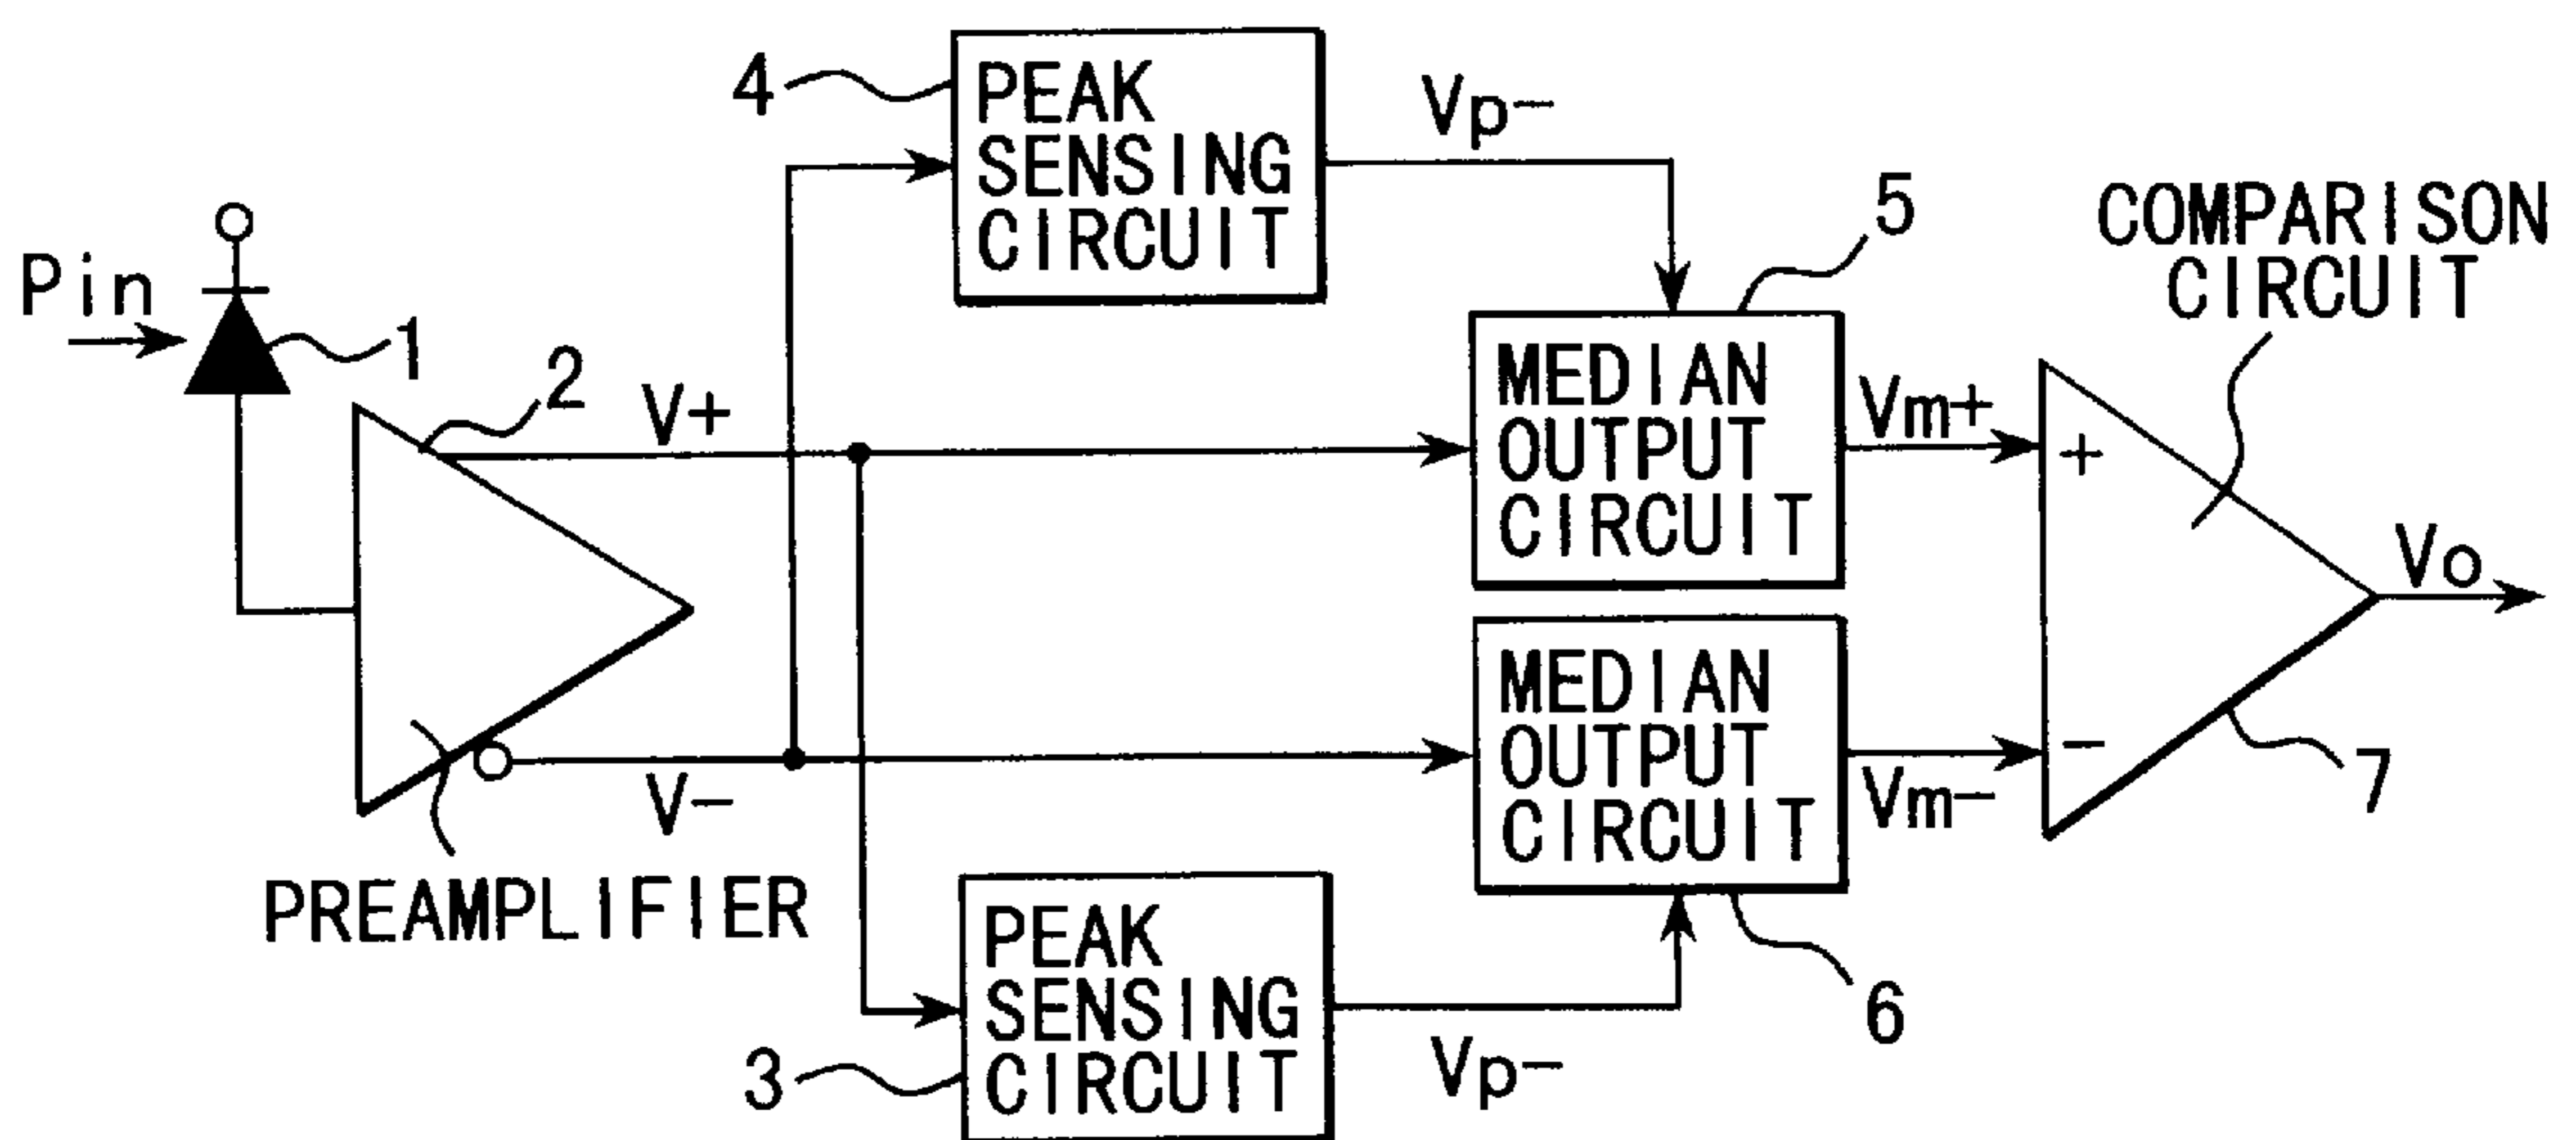 4
PEAK
SENSING
CIRCUIT
Vp-
5
COMPARISON
CIRCUIT
Pin
1
2
V+
MEDIAN
OUTPUT
CIRCUIT
Vm+
+
Vo
V-
MEDIAN
OUTPUT
CIRCUIT
Vm-
-
7
PREAMPLIFIER
3
PEAK
SENSING
CIRCUIT
Vp-
6